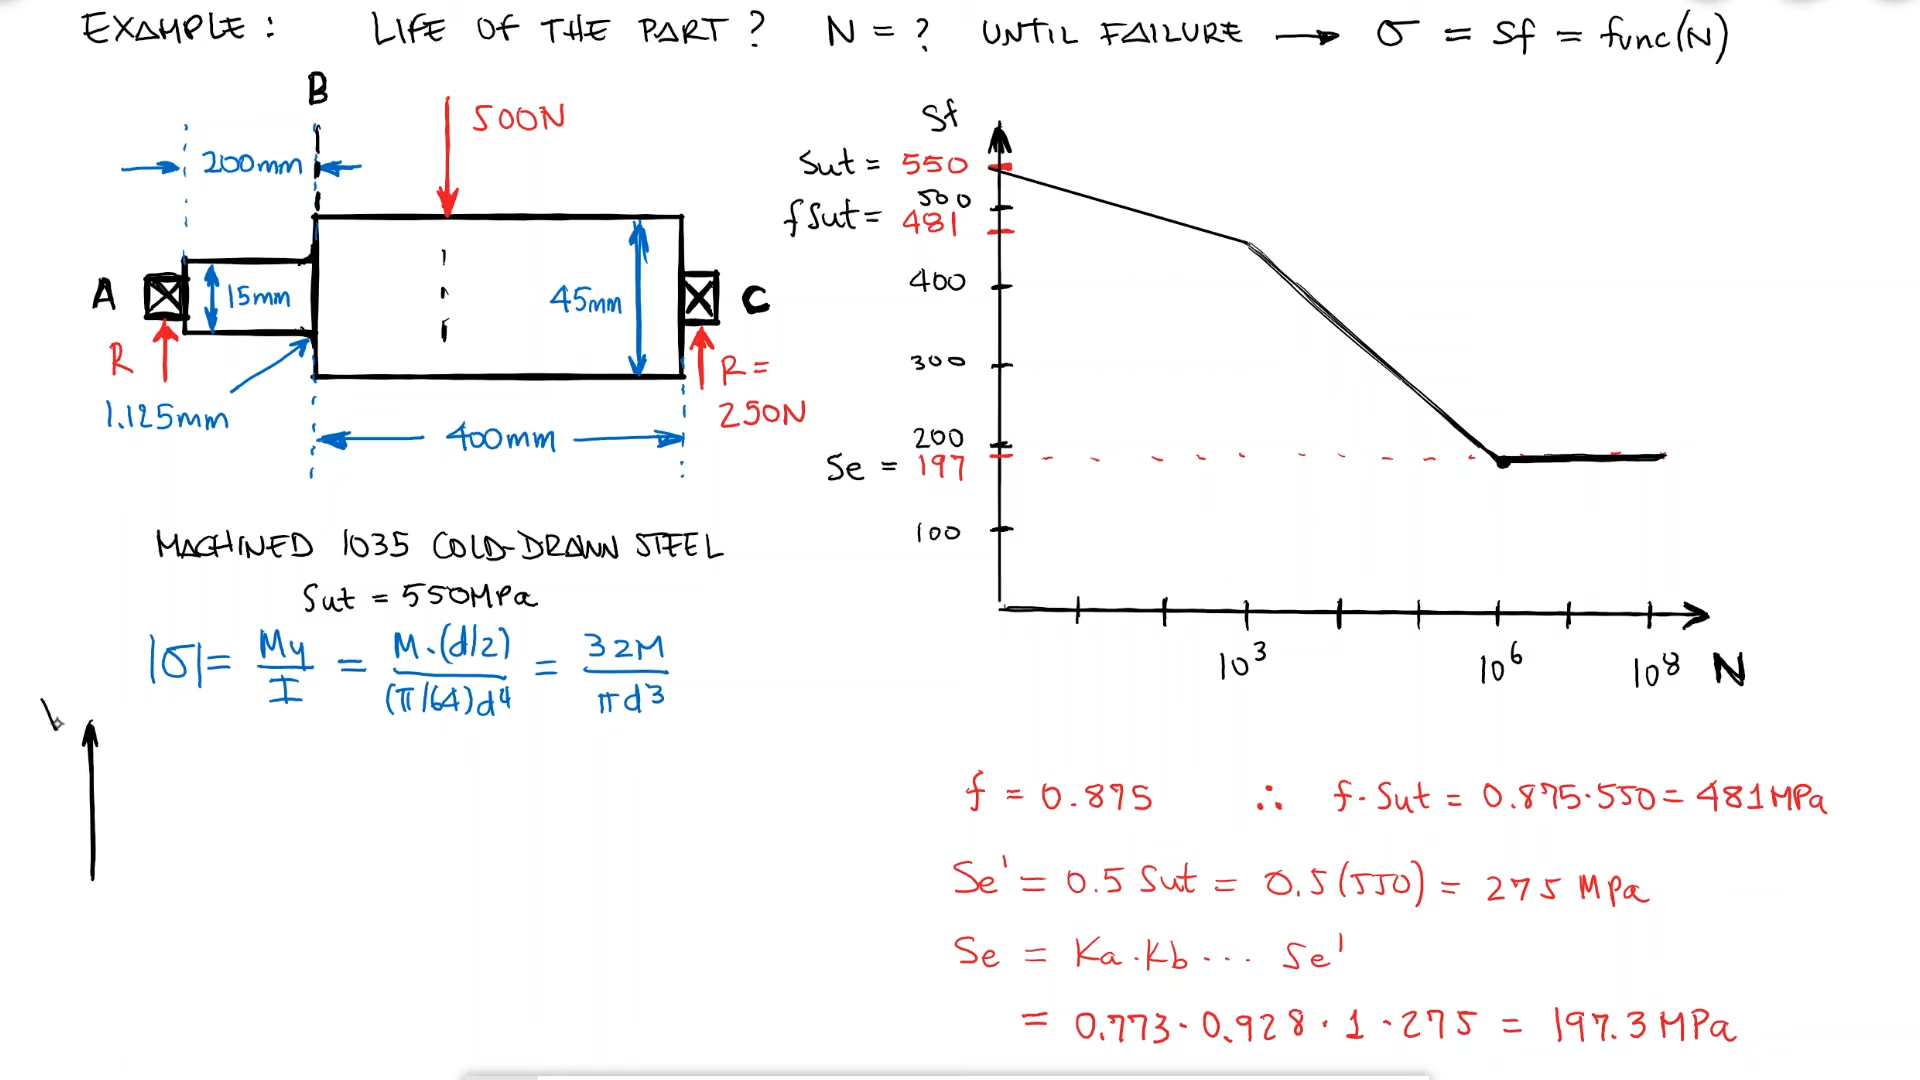 EXAMPLE: LIFE OF THE PART? N = ? UNTIL FAILURE → σ = Sf = func(N)
B
500N
200mm
A
15mm
45mm
C
R
R =
250N
1.125mm
400mm
MACHINED 1035 COLD-DRAWN STEEL
Sut = 550MPa
|σ| = My/I = M·(d/2)/(π/64)d⁴ = 32M/πd³
Sf
Sut = 550
500
fSut = 481
400
300
200
Se = 197
100
10³ 10⁶ 10⁸ N
f = 0.875 ∴ f·Sut = 0.875·550 = 481MPa
Se' = 0.5 Sut = 0.5(550) = 275 MPa
Se = Ka·Kb... Se'
= 0.773·0.928·1·275 = 197.3MPa